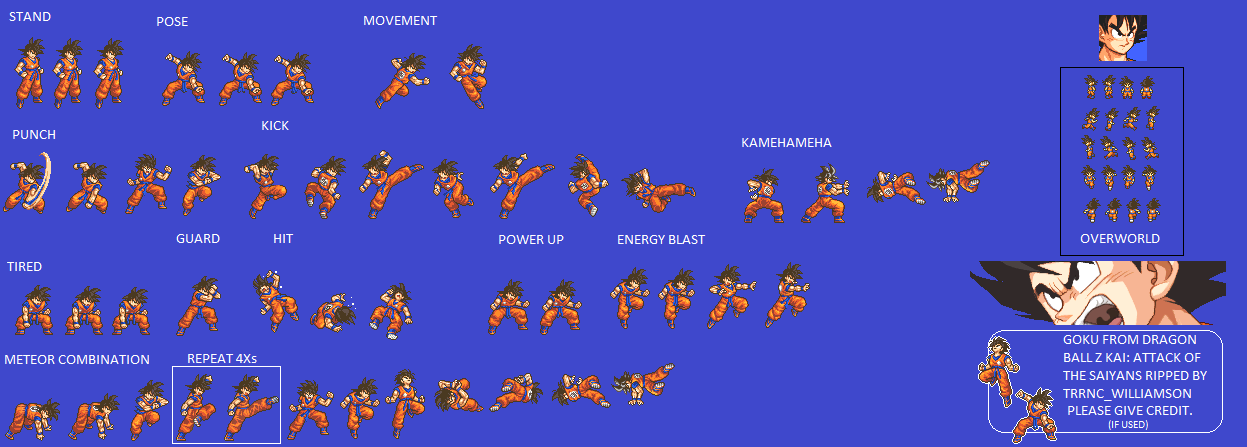 STAND
POSE
MOVEMENT
PUNCH
KICK
KAMEHAMEHA
OVERWORLD
GUARD
HIT
POWER UP
ENERGY BLAST
TIRED
METEOR COMBINATION
REPEAT 4Xs
GOKU FROM DRAGON
BALL Z KAI: ATTACK OF
THE SAIYANS RIPPED BY
TRRNC_WILLIAMSON
PLEASE GIVE CREDIT.
(IF USED)